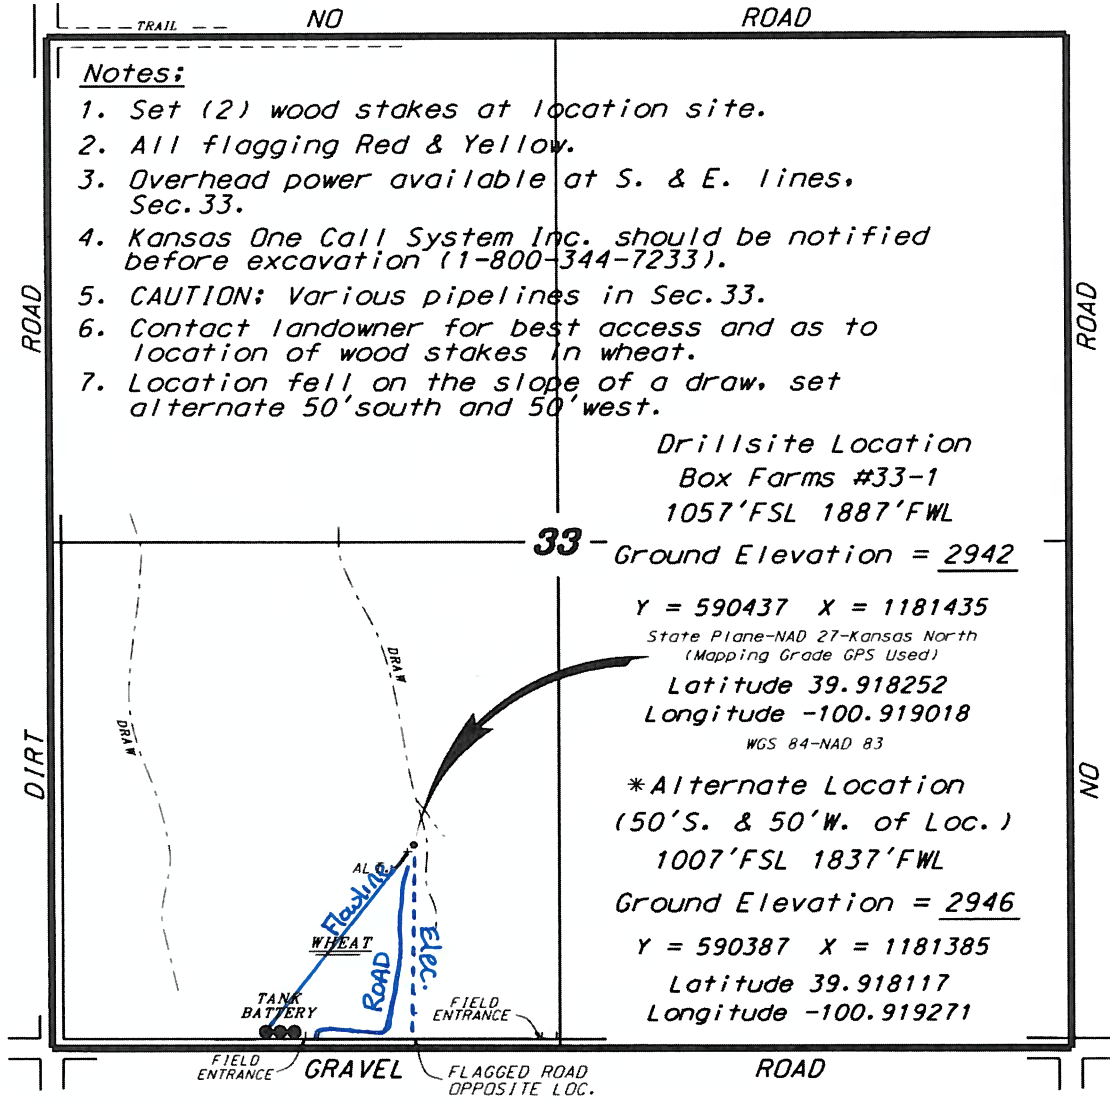 TRAIL
NO
ROAD
Notes:
1. Set (2) wood stakes at location site.
2. All flagging Red & Yellow.
3. Overhead power available at S. & E. lines,
Sec.33.
4. Kansas One Call System Inc. should be notified
before excavation (1-800-344-7233).
5. CAUTION: Various pipelines in Sec.33.
6. Contact landowner for best access and as to
location of wood stakes in wheat.
7. Location fell on the slope of a draw, set
alternate 50'south and 50'west.
ROAD
ROAD
Drillsite Location
Box Farms #33-1
1057'FSL 1887'FWL
33
Ground Elevation = 2942
Y = 590437 X = 1181435
State Plane-NAD 27-Kansas North
(Mapping Grade GPS Used)
Latitude 39.918252
Longitude -100.919018
WGS 84-NAD 83
DRAW
DRAW
DIRT
NO
*Alternate Location
(50'S. & 50'W. of Loc.)
1007'FSL 1837'FWL
Ground Elevation = 2946
Y = 590387 X = 1181385
Latitude 39.918117
Longitude -100.919271
Flowline
WHEAT
ROAD
Elec.
TANK
BATTERY
FIELD
ENTRANCE
FIELD
ENTRANCE
GRAVEL
FLAGGED ROAD
OPPOSITE LOC.
ROAD